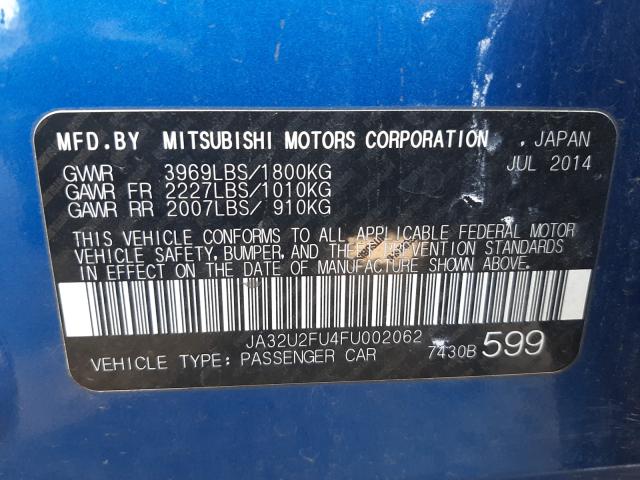 MFD.BY MITSUBISHI MOTORS CORPORATION . JAPAN
JUL 2014
GVWR 3969LBS/1800KG
GAWR FR 2227LBS/1010KG
GAWR RR 2007LBS/ 910KG
THIS VEHICLE CONFORMS TO ALL APPLICABLE FEDERAL MOTOR
VEHICLE SAFETY, BUMPER, AND THEFT PREVENTION STANDARDS
IN EFFECT ON THE DATE OF MANUFACTURE SHOWN ABOVE.
JA32U2FU4FU002062
VEHICLE TYPE: PASSENGER CAR 7430B 599